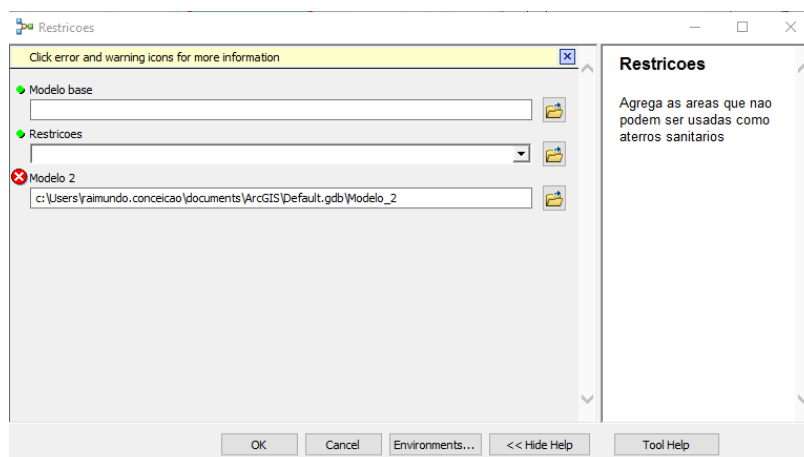 Restricoes
Click error and warning icons for more information
Modelo base
Restricoes
Modelo 2
c:\Users\raimundo.conceicao\documents\ArcGIS\Default.gdb\Modelo_2
Restricoes
Agrega as areas que nao
podem ser usadas como
aterros sanitarios
OK
Cancel
Environments...
<< Hide Help
Tool Help